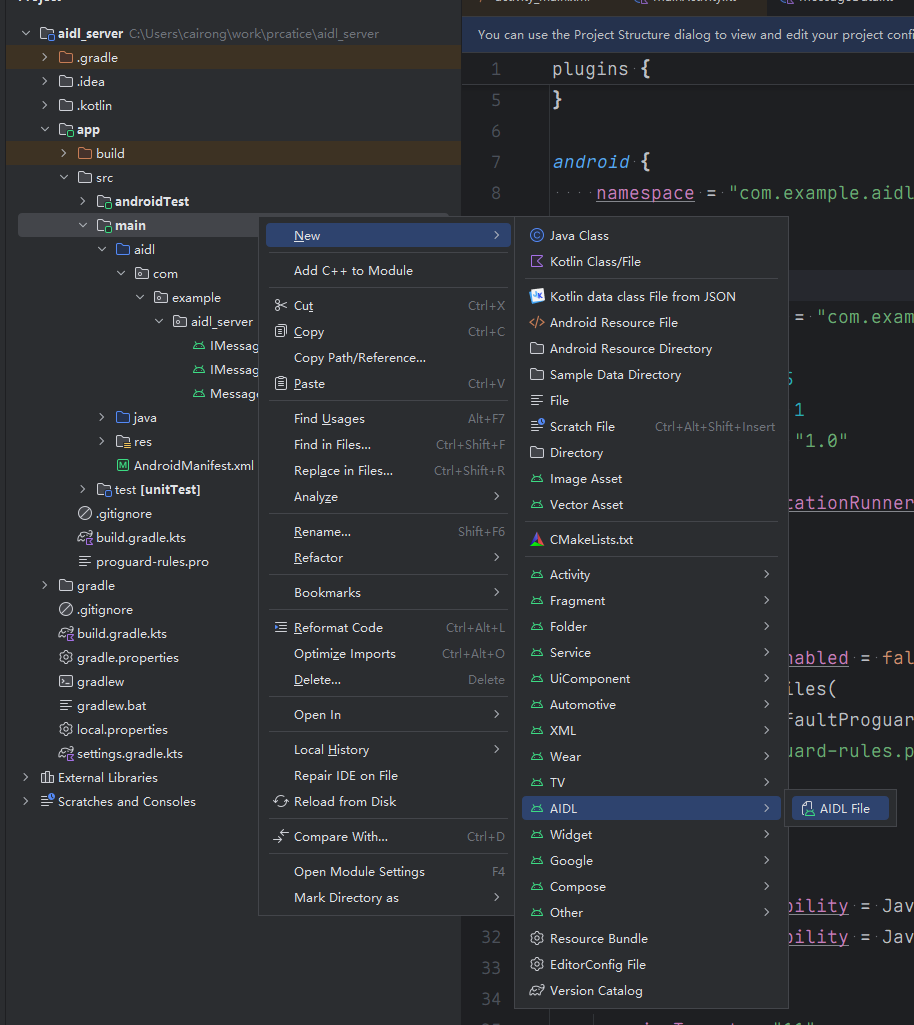 aidl_server C:\Users\cairong\work\prcatice\aidl_server
.gradle
.idea
.kotlin
app
build
src
androidTest
main
aidl
com
example
aidl_server
IMessag
IMessag
Message
java
res
AndroidManifest.xml
test [unitTest]
.gitignore
build.gradle.kts
proguard-rules.pro
gradle
.gitignore
build.gradle.kts
gradle.properties
gradlew
gradlew.bat
local.properties
settings.gradle.kts
External Libraries
Scratches and Consoles
New
Add C++ to Module
Cut Ctrl+X
Copy Ctrl+C
Copy Path/Reference...
Paste Ctrl+V
Find Usages Alt+F7
Find in Files... Ctrl+Shift+F
Replace in Files... Ctrl+Shift+R
Analyze
Rename... Shift+F6
Refactor
Bookmarks
Reformat Code Ctrl+Alt+L
Optimize Imports Ctrl+Alt+O
Delete... Delete
Open In
Local History
Repair IDE on File
Reload from Disk
Compare With... Ctrl+D
Open Module Settings F4
Mark Directory as
Java Class
Kotlin Class/File
Kotlin data class File from JSON
Android Resource File
Android Resource Directory
Sample Data Directory
File
Scratch File Ctrl+Alt+Shift+Insert
Directory
Image Asset
Vector Asset
CMakeLists.txt
Activity
Fragment
Folder
Service
UiComponent
Automotive
XML
Wear
TV
AIDL
Widget
Google
Compose
Other
Resource Bundle
EditorConfig File
Version Catalog
AIDL File
You can use the Project Structure dialog to view and edit your project confi
1 plugins {
5 }
6
7 android {
8 namespace = "com.example.aidl
= "com.exam
1
"1.0"
tationRunner
nabled = fal
iles(
faultProguar
uard-rules.p
bility = Jav
32 bility = Jav
33
34